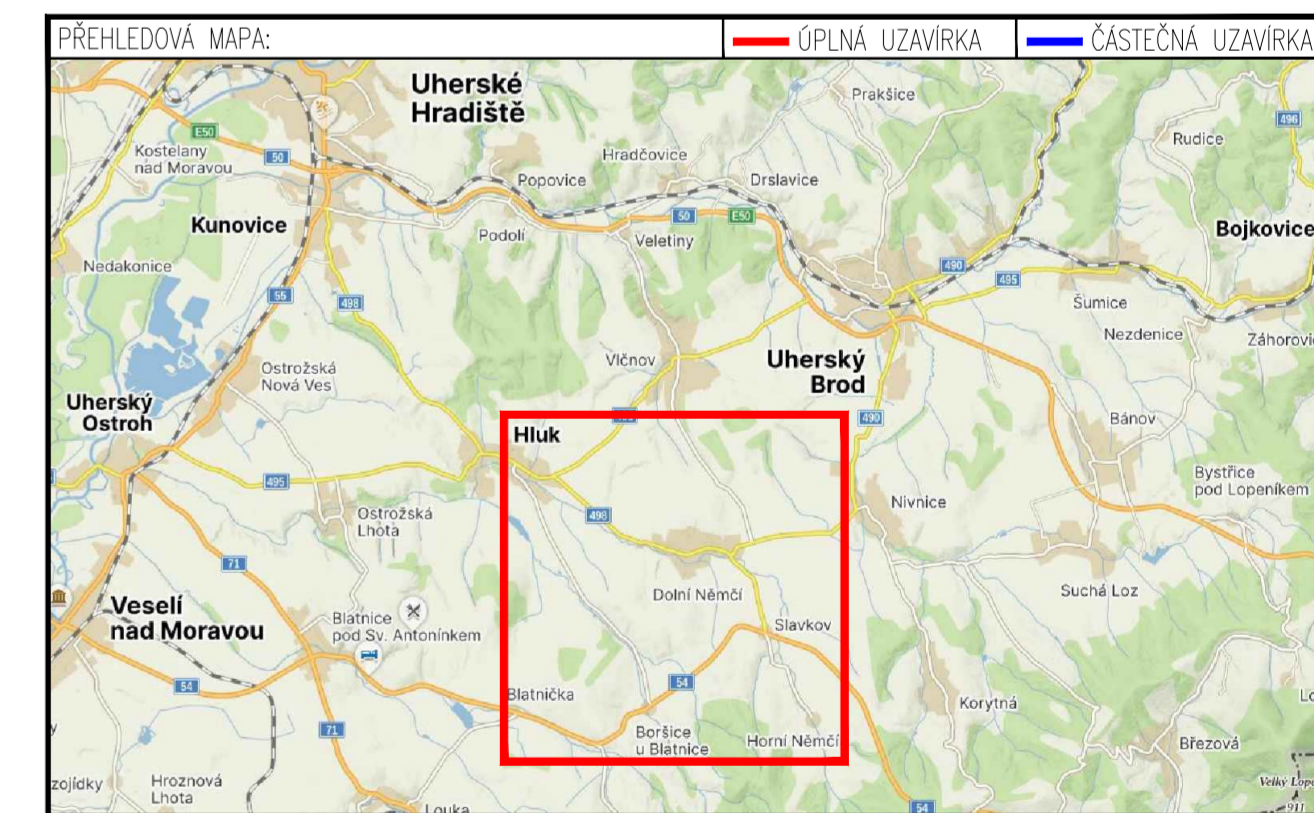 PŘEHLEDOVÁ MAPA:
ÚPLNÁ UZAVÍRKA
ČÁSTEČNÁ UZAVÍRKA
Uherské
Hradiště
Prakšice
496
Rudice
E50
Kostelany
nad Moravou
50
Hradčovice
Popovice
Drslavice
Kunovice
Podolí
50
E50
Veletiny
Bojkovice
Nedakonice
490
495
55
498
Šumice
Nezdenice
Vlčnov
Ostrožská
Nová Ves
Uherský
Brod
Uherský
Ostroh
490
Bánov
Hluk
495
Bystřice
pod Lopeníkem
Ostrožská
Lhota
498
Nivnice
71
Dolní Němčí
Suchá Loz
Veselí
nad Moravou
Blatnice
pod Sv. Antonínkem
Slavkov
54
54
Blatnička
Korytná
71
Boršice
u Blatnice
Horní Němčí
Březová
Hroznová
Lhota
Louka
54
911